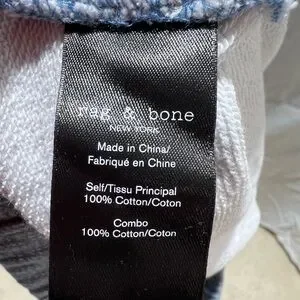 rag & bone
NEW YORK
Made in China/
Fabriqué en Chine
Self/Tissu Principal
100% Cotton/Coton
Combo
100% Cotton/Coton